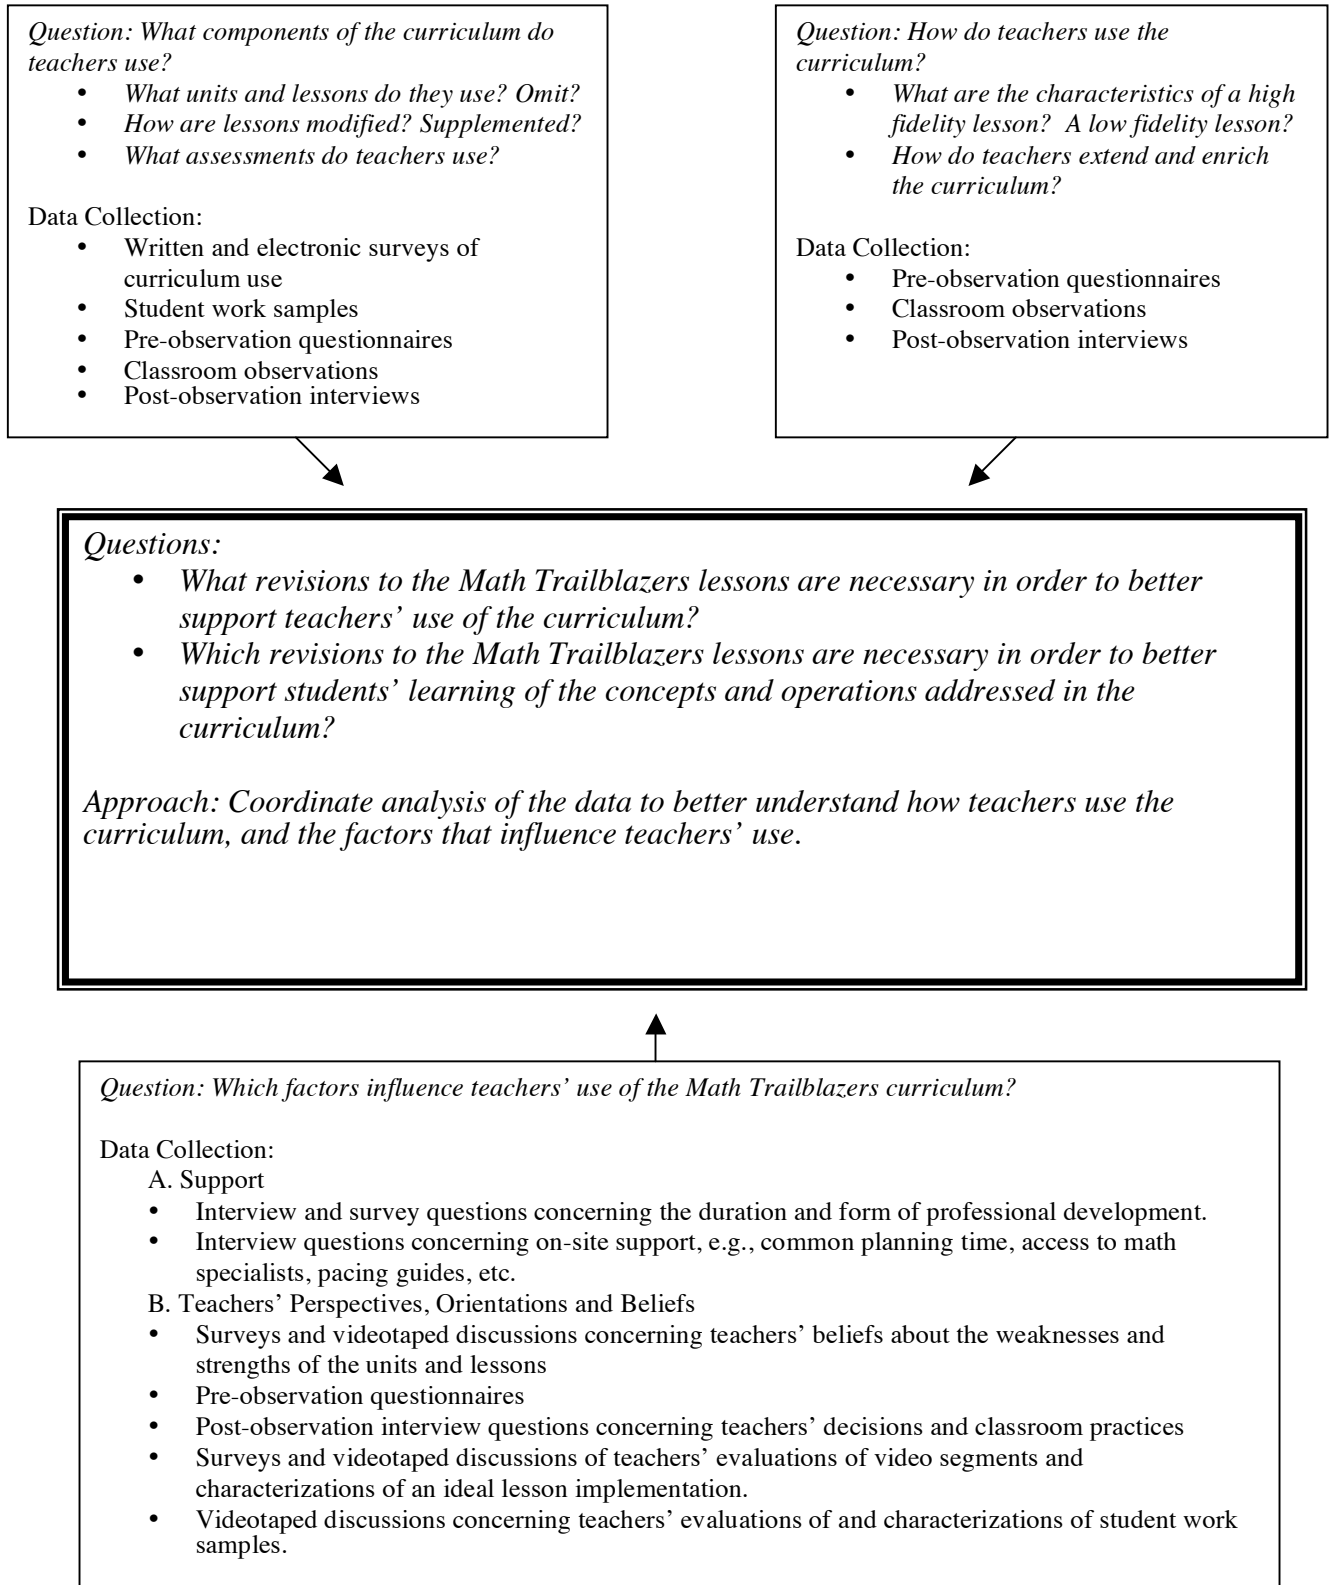 Question: What components of the curriculum do
teachers use?
• What units and lessons do they use? Omit?
• How are lessons modified? Supplemented?
• What assessments do teachers use?
Data Collection:
• Written and electronic surveys of
curriculum use
• Student work samples
• Pre-observation questionnaires
• Classroom observations
• Post-observation interviews
Question: How do teachers use the
curriculum?
• What are the characteristics of a high
fidelity lesson? A low fidelity lesson?
• How do teachers extend and enrich
the curriculum?
Data Collection:
• Pre-observation questionnaires
• Classroom observations
• Post-observation interviews
Questions:
• What revisions to the Math Trailblazers lessons are necessary in order to better
support teachers’ use of the curriculum?
• Which revisions to the Math Trailblazers lessons are necessary in order to better
support students’ learning of the concepts and operations addressed in the
curriculum?
Approach: Coordinate analysis of the data to better understand how teachers use the
curriculum, and the factors that influence teachers’ use.
Question: Which factors influence teachers’ use of the Math Trailblazers curriculum?
Data Collection:
A. Support
• Interview and survey questions concerning the duration and form of professional development.
• Interview questions concerning on-site support, e.g., common planning time, access to math
specialists, pacing guides, etc.
B. Teachers’ Perspectives, Orientations and Beliefs
• Surveys and videotaped discussions concerning teachers’ beliefs about the weaknesses and
strengths of the units and lessons
• Pre-observation questionnaires
• Post-observation interview questions concerning teachers’ decisions and classroom practices
• Surveys and videotaped discussions of teachers’ evaluations of video segments and
characterizations of an ideal lesson implementation.
• Videotaped discussions concerning teachers’ evaluations of and characterizations of student work
samples.